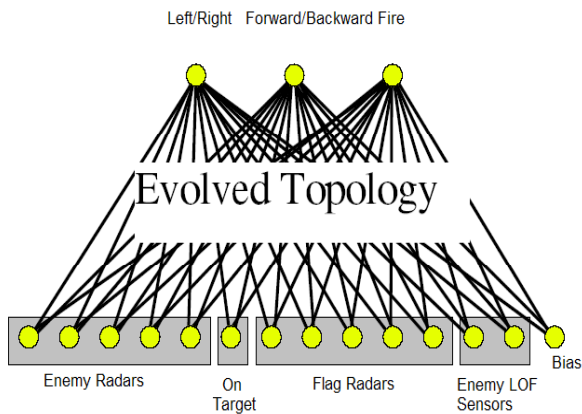 Left/Right Forward/Backward Fire
Evolved Topology
Enemy Radars
On
Target
Flag Radars
Enemy LOF
Sensors
Bias